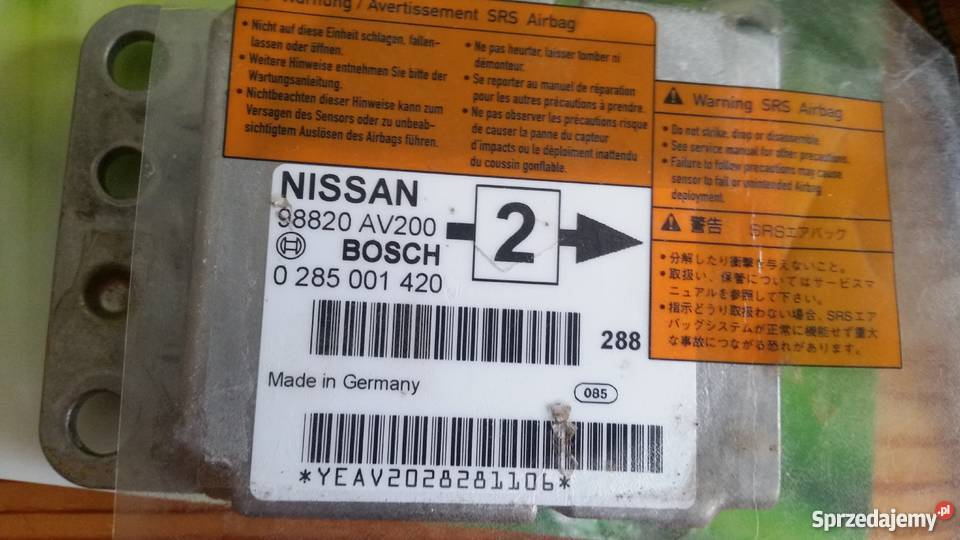 Warnung / Avertissement SRS Airbag
• Nicht auf diese Einheit schlagen, fallen-
lassen oder öffnen.
• Weitere Hinweise entnehmen Sie bitte der
Wartungsanleitung.
• Nichtbeachten dieser Hinweise kann zum
Versagen des Sensors oder zu unbeab-
sichtigtem Auslösen des Airbags führen.
• Ne pas heurter, laisser tomber ni
démonteur.
• Se reporter au manuel de réparation
pour les autres précautions à prendre.
• Ne pas observer les précautions risque
de causer la panne du capteur
d'impacts ou le déploiement inattendu
du coussin gonflable.
Warning SRS Airbag
• Do not strike, drop or disassemble.
• See service manual for other precautions.
• Failure to follow precautions may cause
sensor to fail or unintended Airbag
deployment.
警告 SRSエアバッグ
• 分解したり衝撃を与えないこと。
• 取扱い、保管についてはサービスマ
ニュアルを参照して下さい。
• 指示どうり取扱わない場合、SRSエア
バッグシステムが正常に機能せず重大
な事故につながる恐れがあります。
NISSAN
98820 AV200
BOSCH
0 285 001 420
2
288
Made in Germany
085
*YEAV2028281106*
Sprzedajemy.pl